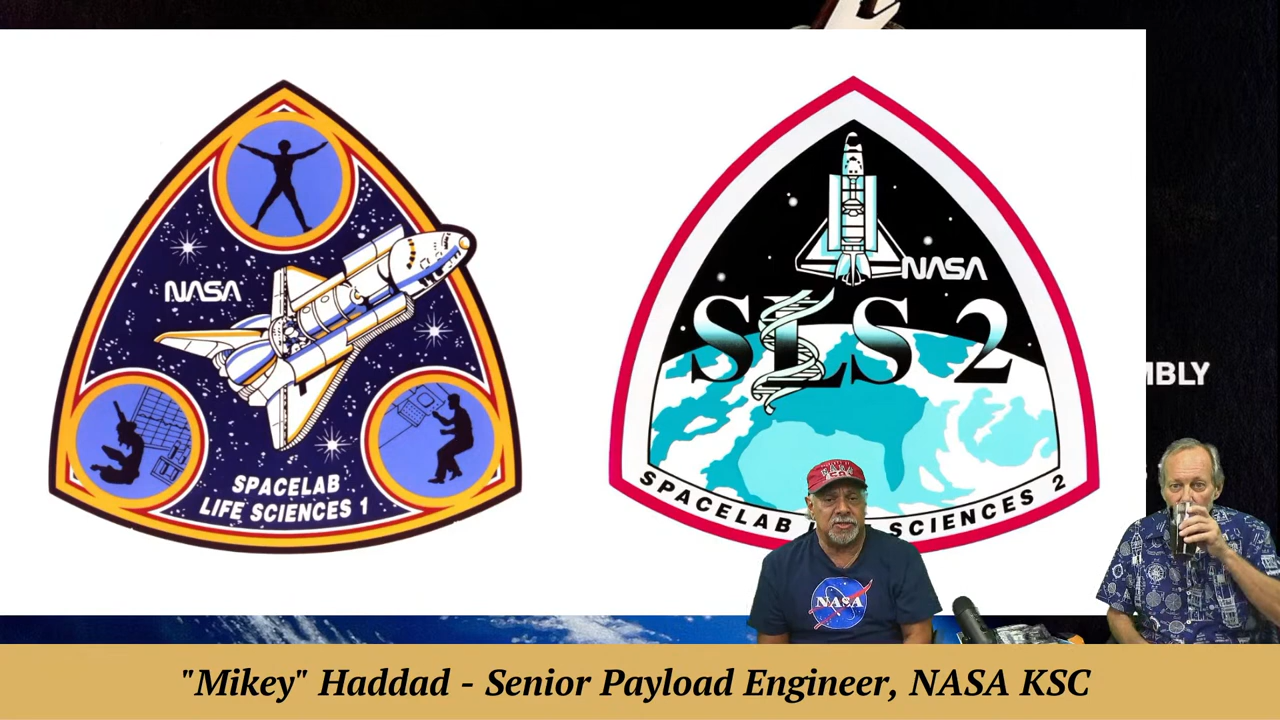 NASA
SPACELAB
LIFE SCIENCES 1
NASA
SLS 2
SPACELAB SCIENCES 2
MBLY
NASA
"Mikey" Haddad - Senior Payload Engineer, NASA KSC